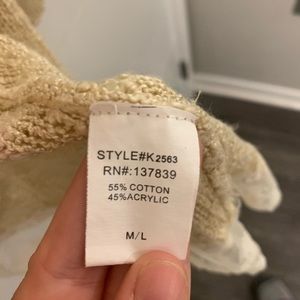 STYLE#K2563
RN#:137839
55% COTTON
45%ACRYLIC
M/L